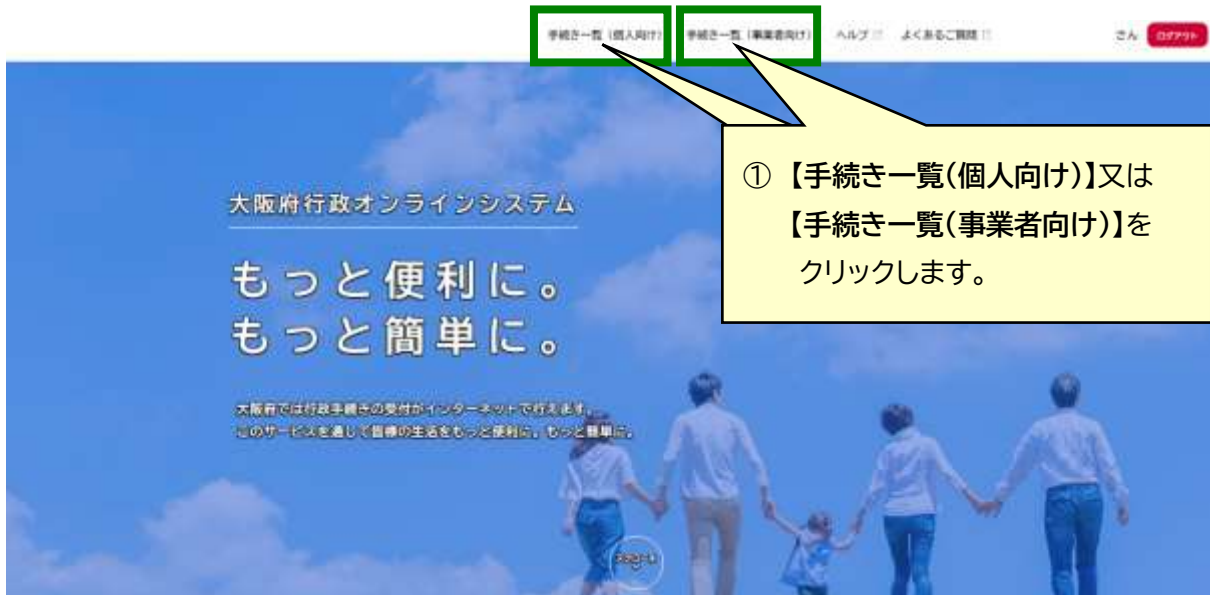 手続き一覧（個人向け） 手続き一覧（事業者向け） ヘルプ よくあるご質問 さん ログアウト
① 【手続き一覧(個人向け)】又は
【手続き一覧(事業者向け)】を
クリックします。
大阪府行政オンラインシステム
もっと便利に。
もっと簡単に。
大阪府では行政手続きの受付がインターネットで行えます。
このサービスを通して皆様の生活をもっと便利に。もっと簡単に。
スクロール